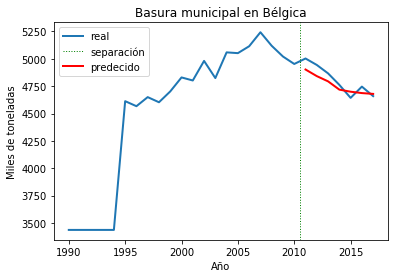 Basura municipal en Bélgica
real
separación
predecido
Miles de toneladas
5250
5000
4750
4500
4250
4000
3750
3500
1990
1995
2000
2005
2010
2015
Año